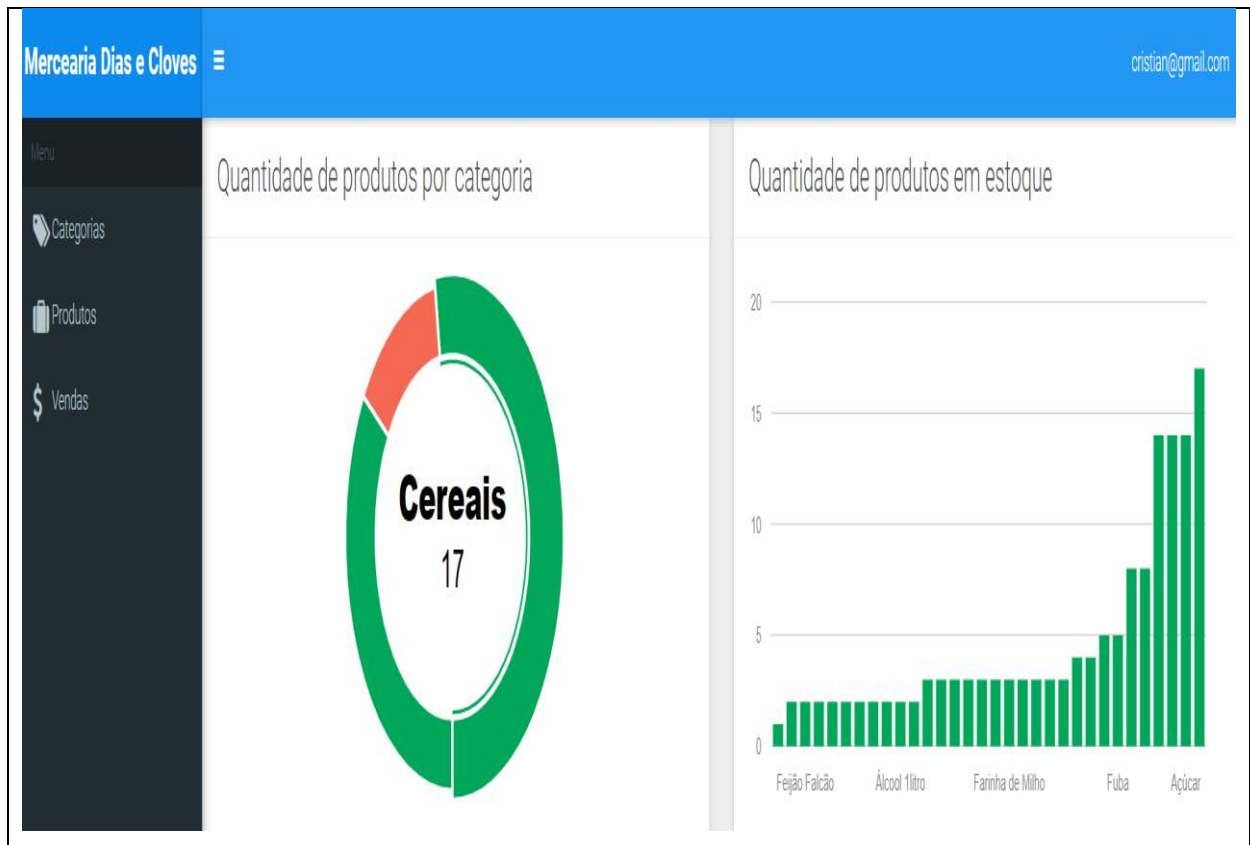 Mercearia Dias e Cloves
cristian@gmail.com
Menu
Categorias
Produtos
Vendas
Quantidade de produtos por categoria
Cereais
17
Quantidade de produtos em estoque
20
15
10
5
0
Feijão Falcão Álcool 1litro Farinha de Milho Fuba Açúcar